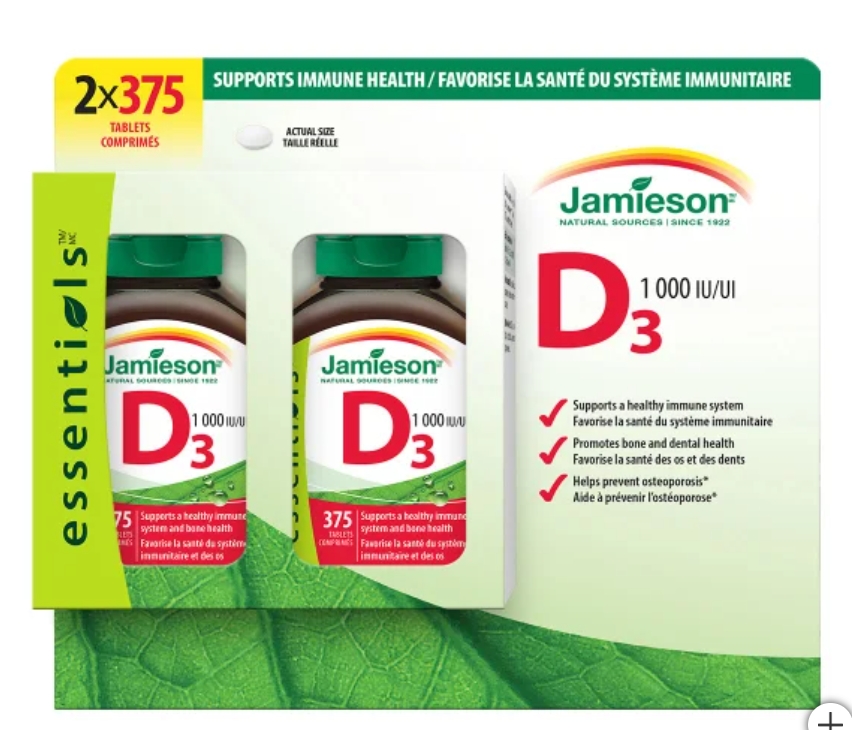 2x375
TABLETS
COMPRIMÉS
SUPPORTS IMMUNE HEALTH / FAVORISE LA SANTÉ DU SYSTÈME IMMUNITAIRE
ACTUAL SIZE
TAILLE RÉELLE
essentials TM/MC
Jamieson
NATURAL SOURCES | SINCE 1922
D3
1 000 IU/UI
Supports a healthy immune system
Favorise la santé du système immunitaire
Promotes bone and dental health
Favorise la santé des os et des dents
Helps prevent osteoporosis*
Aide à prévenir l'ostéoporose*
Jamieson
NATURAL SOURCES | SINCE 1922
D3
1 000 IU/U
75
Supports a healthy immune
system and bone health
Favorise la santé du système
immunitaire et des os
essentials
Jamieson
NATURAL SOURCES | SINCE 1922
D3
1 000 IU/U
375
TABLETS
COMPRIMÉS
Supports a healthy immune
system and bone health
Favorise la santé du système
immunitaire et des os